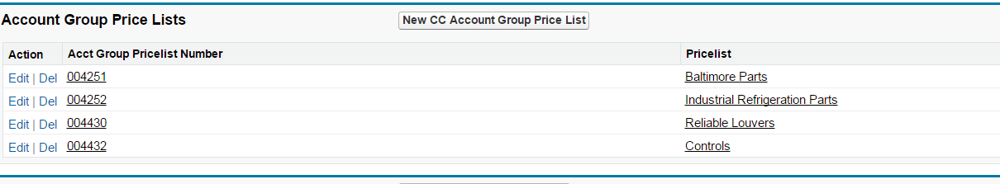 Account Group Price Lists New CC Account Group Price List
Action Acct Group Pricelist Number Pricelist
Edit | Del 004251 Baltimore Parts
Edit | Del 004252 Industrial Refrigeration Parts
Edit | Del 004430 Reliable Louvers
Edit | Del 004432 Controls